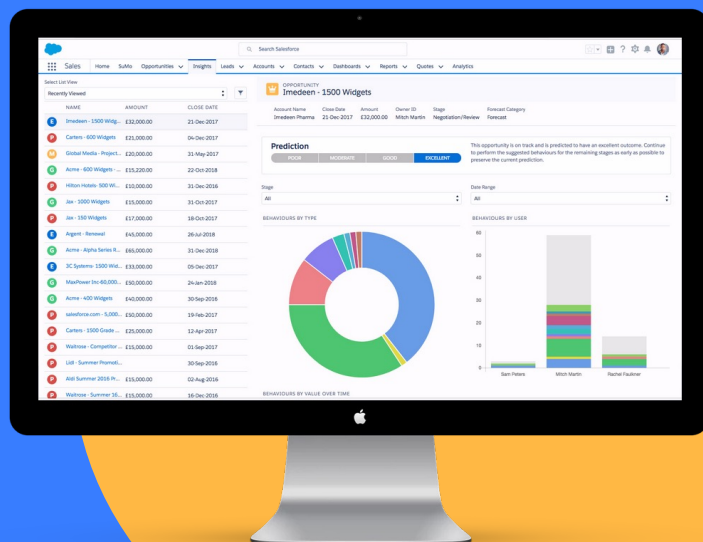 Search Salesforce
Sales Home SuMo Opportunities Insights Leads Accounts Contacts Dashboards Reports Quotes Analytics
Select List View
Recently Viewed
NAME AMOUNT CLOSE DATE
E Imedeen - 1500 Widg... £32,000.00 21-Dec-2017
P Carters - 600 Widgets £21,000.00 04-Dec-2017
M Global Media - Project... £20,000.00 31-May-2017
G Acme - 600 Widgets - ... £15,220.00 22-Oct-2018
P Hilton Hotels- 500 Wi... £10,000.00 31-Dec-2016
G Jax - 1000 Widgets £15,000.00 31-Oct-2017
P Jax - 150 Widgets £17,000.00 18-Oct-2017
E Argent - Renewal £45,000.00 26-Jul-2018
G Acme - Alpha Series R... £65,000.00 31-Dec-2018
E 3C Systems- 1500 Wid... £33,000.00 05-Dec-2017
G MaxPower Inc-60,000... £50,000.00 24-Jan-2018
G Acme - 400 Widgets £40,000.00 30-Sep-2016
P salesforce.com - 5,000... £50,000.00 19-Feb-2017
P Carters - 1500 Grade ... £25,000.00 12-Apr-2017
P Waitrose - Competitor ... £15,000.00 01-Sep-2017
P Lidl - Summer Promoti... 30-Sep-2016
P Aldi Summer 2016 Pr... £15,000.00 02-Aug-2016
P Waitrose - Summer 16... £15,000.00 16-Dec-2016
OPPORTUNITY
Imedeen - 1500 Widgets
Account Name Close Date Amount Owner ID Stage Forecast Category
Imedeen Pharma 21-Dec-2017 £32,000.00 Mitch Martin Negotiation/Review Forecast
Prediction
POOR MODERATE GOOD EXCELLENT
This opportunity is on track and is predicted to have an excellent outcome. Continue
to perform the suggested behaviours for the remaining stages as early as possible to
preserve the current prediction.
Stage Date Range
All All
BEHAVIOURS BY TYPE BEHAVIOURS BY USER
60
50
40
30
20
10
0
Sam Peters Mitch Martin Rachel Faulkner
BEHAVIOURS BY VALUE OVER TIME